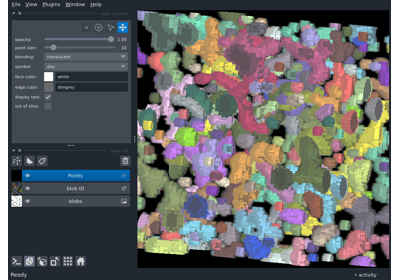 File View Plugins Window Help
opacity: 1.00
point size: 10
blending: translucent
symbol: disc
face color: white
edge color: dimgrey
display text:
out of slice:
Points
blob ID
blobs
Ready
activity